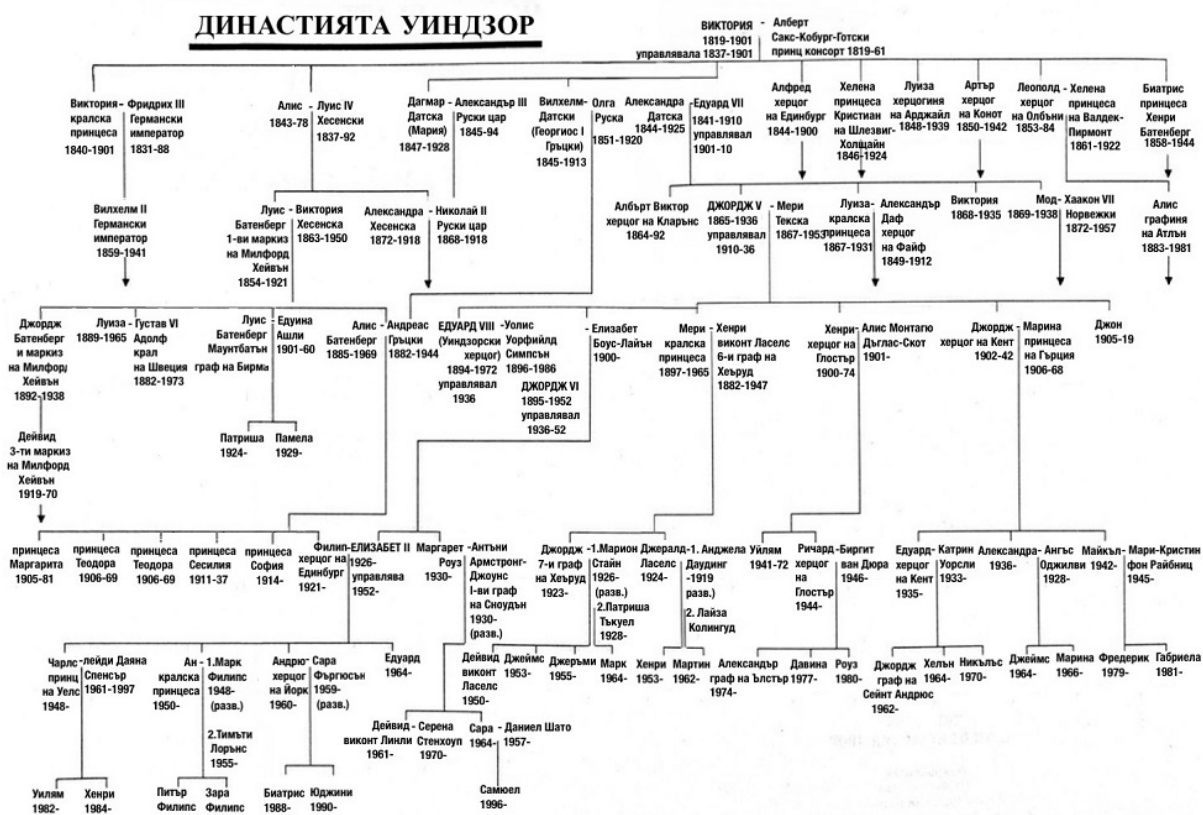 ДИНАСТИЯТА УИНДЗОР
ВИКТОРИЯ - Алберт
1819-1901 Сакс-Кобург-Готски
управлявала 1837-1901 принц консорт 1819-61
Виктория - Фридрих III
кралска Германски
принцеса император
1840-1901 1831-88
Алис - Луис IV
1843-78 Хесенски
1837-92
Дагмар - Александър III
Датска Руски цар
(Мария) 1845-94
1847-1928
Вилхелм - Олга
Датски Руска
(Георгиос I 1851-1920
Гръцки)
1845-1913
Александра - Едуард VII
Датска 1841-1910
1844-1925 управлявал
1901-10
Алфред
херцог
на Единбург
1844-1900
Хелена
принцеса
Кристиан
на Шлезвиг-
Холщайн
1846-1924
Луиза
херцогиня
на Арджайл
1848-1939
Артър
херцог
на Конот
1850-1942
Леополд - Хелена
херцог принцеса
на Олбъни на Валдек-
1853-84 Пирмонт
1861-1922
Биатрис
принцеса
Хенри
Батенберг
1858-1944
Вилхелм II
Германски
император
1859-1941
Луис - Виктория
Батенберг Хесенска
1-ви маркиз 1863-1950
на Милфорд
Хейвън
1854-1921
Александра - Николай II
Хесенска Руски цар
1872-1918 1868-1918
Албърт Виктор
херцог на Кларънс
1864-92
ДЖОРДЖ V - Мери
1865-1936 Текска
управлявал 1867-1953
1910-36
Луиза - Александър
кралска Даф
принцеса херцог
1867-1931 на Файф
1849-1912
Виктория
1868-1935
Мод - Хаакон VII
1869-1938 Норвежки
1872-1957
Алис
графиня
на Атлън
1883-1981
Джордж
Батенберг
и маркиз
на Милфорд
Хейвън
1892-1938
Луиза - Густав VI
1889-1965 Адолф
крал
на Швеция
1882-1973
Луис - Едуина
Батенберг Ашли
Маунтбатън 1901-60
граф на Бирма
Алис - Андреас
Батенберг Гръцки
1885-1969 1882-1944
ЕДУАРД VIII - Уолис
(Уиндзорски Уорфийлд
херцог) Симпсън
1894-1972 1896-1986
управлявал
1936
ДЖОРДЖ VI
1895-1952
управлявал
1936-52
- Елизабет
Боус-Лайън
1900-
Мери - Хенри
кралска виконт Ласелс
принцеса 6-и граф на
1897-1965 Хеъруд
1882-1947
Хенри - Алис Монтагю
херцог на Дъглас-Скот
Глостър 1901-
1900-74
Джордж - Марина
херцог на Кент принцеса
1902-42 на Гърция
1906-68
Джон
1905-19
Дейвид
3-ти маркиз
на Милфорд
Хейвън
1919-70
Патриша
1924-
Памела
1929-
принцеса
Маргарита
1905-81
принцеса
Теодора
1906-69
принцеса
Теодора
1906-69
принцеса
Сесилия
1911-37
принцеса
София
1914-
Филип - ЕЛИЗАБЕТ II
херцог на 1926-
Единбург управлява
1921- 1952-
Маргарет - Антъни
Роуз Армстронг-
1930- Джоунс
I-ви граф
на Сноудън
1930-
(разв.)
Джордж - 1.Марион
7-и граф Стайн
на Хеъруд 1926-
1923- (разв.)
2.Патриша
Тъкуел
1928-
Джералд - 1. Анджела
Ласелс Даудинг
1924- -1919
разв.)
2. Лайза
Колингуд
Уйлям
1941-72
Ричард - Биргит
херцог ван Дюра
на 1946-
Глостър
1944-
Едуард - Катрин
херцог Уорсли
на Кент 1933-
1935-
Александра - Ангъс
1936- Оджилви
1928-
Майкъл - Мари-Кристин
1942- фон Райбниц
1945-
Чарлс - лейди Даяна
принц Спенсър
на Уелс 1961-1997
1948-
Ан - 1.Марк
кралска Филипс
принцеса 1948-
1950- (разв.)
2.Тимъти
Лорънс
1955-
Андрю - Сара
херцог Фъргюсън
на Йорк 1959-
1960- (разв.)
Едуард
1964-
Дейвид
виконт
Ласелс
1950-
Джеймс
1953-
Джеръми
1955-
Марк
1964-
Хенри
1953-
Мартин
1962-
Александър
граф на Ълстър
1974-
Давина
1977-
Роуз
1980-
Джордж
граф на
Сейнт Андрюс
1962-
Хелън
1964-
Никълъс
1970-
Джеймс
1964-
Марина
1966-
Фредерик
1979-
Габриела
1981-
Дейвид - Серена
виконт Линли Стенхоуп
1961- 1970-
Сара - Даниел Шато
1964- 1957-
Уилям
1982-
Хенри
1984-
Питър
Филипс
Зара
Филипс
Биатрис
1988-
Юджини
1990-
Самюел
1996-